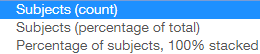 Subjects (count)
Subjects (percentage of total)
Percentage of subjects, 100% stacked